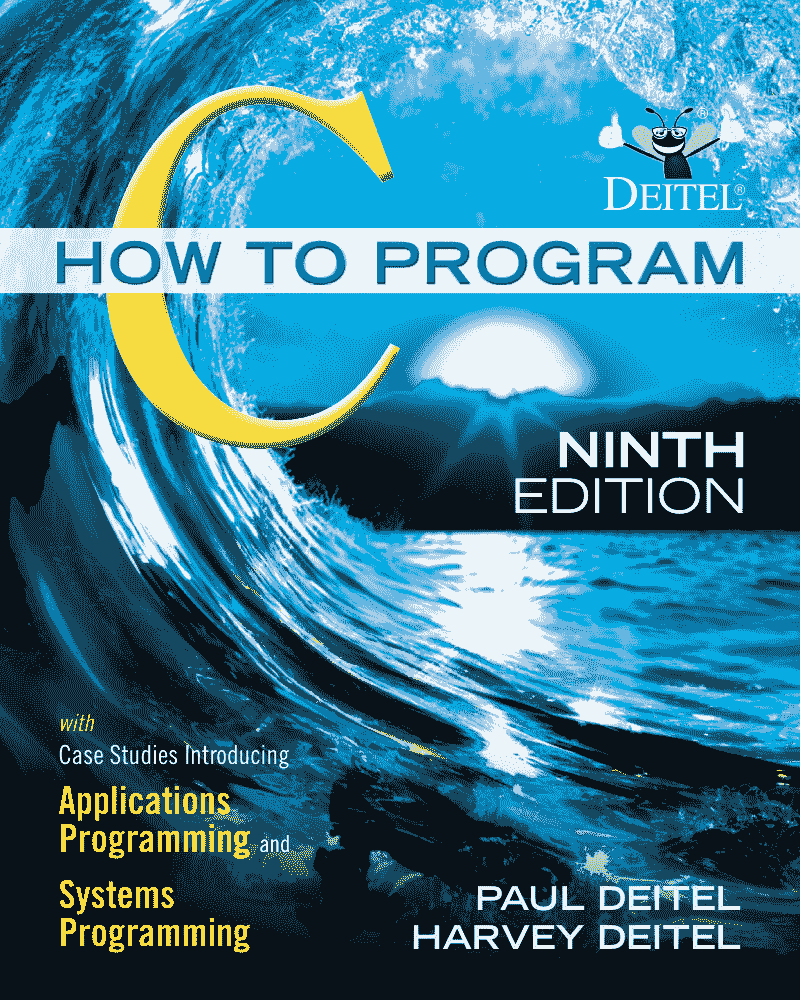 C
DEITEL®
HOW TO PROGRAM
NINTH
EDITION
with
Case Studies Introducing
Applications
Programming and
Systems
Programming
PAUL DEITEL
HARVEY DEITEL